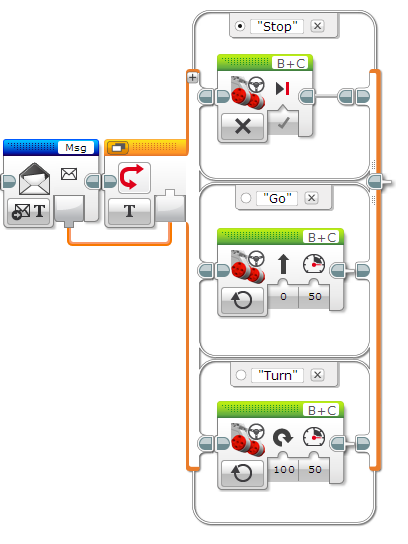 "Stop"
B+C
Msg
T
T
"Go"
B+C
0 50
"Turn"
B+C
100 50